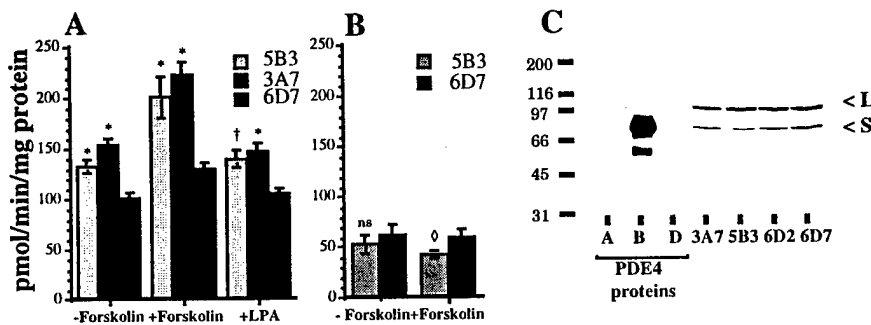 A
pmol/min/mg protein
250
200
150
100
50
0
* * * * † *
5B3
3A7
6D7
-Forskolin +Forskolin +LPA
B
250
200
150
100
50
0
ns ◊
5B3
6D7
- Forskolin +Forskolin
C
200
116
97
66
45
31
< L
< S
A B D 3A7 5B3 6D2 6D7
PDE4
proteins